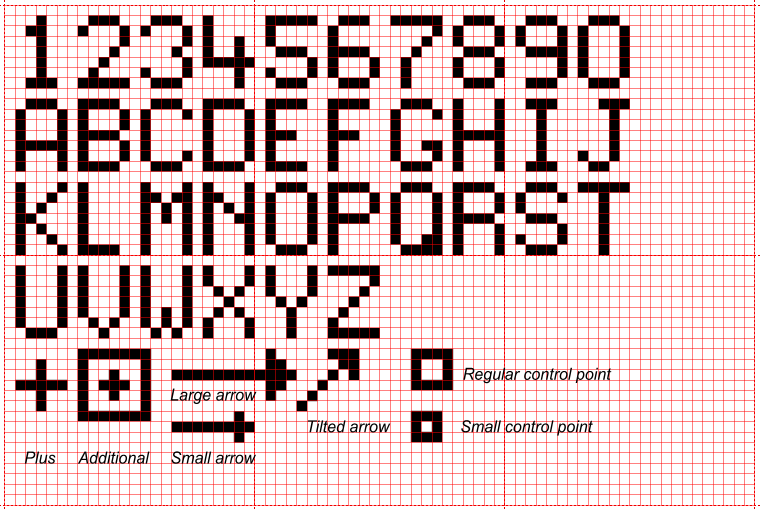 1234567890
ABCDEFGHIJ
KLMNOPQRST
UVWXYZ
Regular control point
Large arrow
Tilted arrow
Small control point
Plus Additional Small arrow